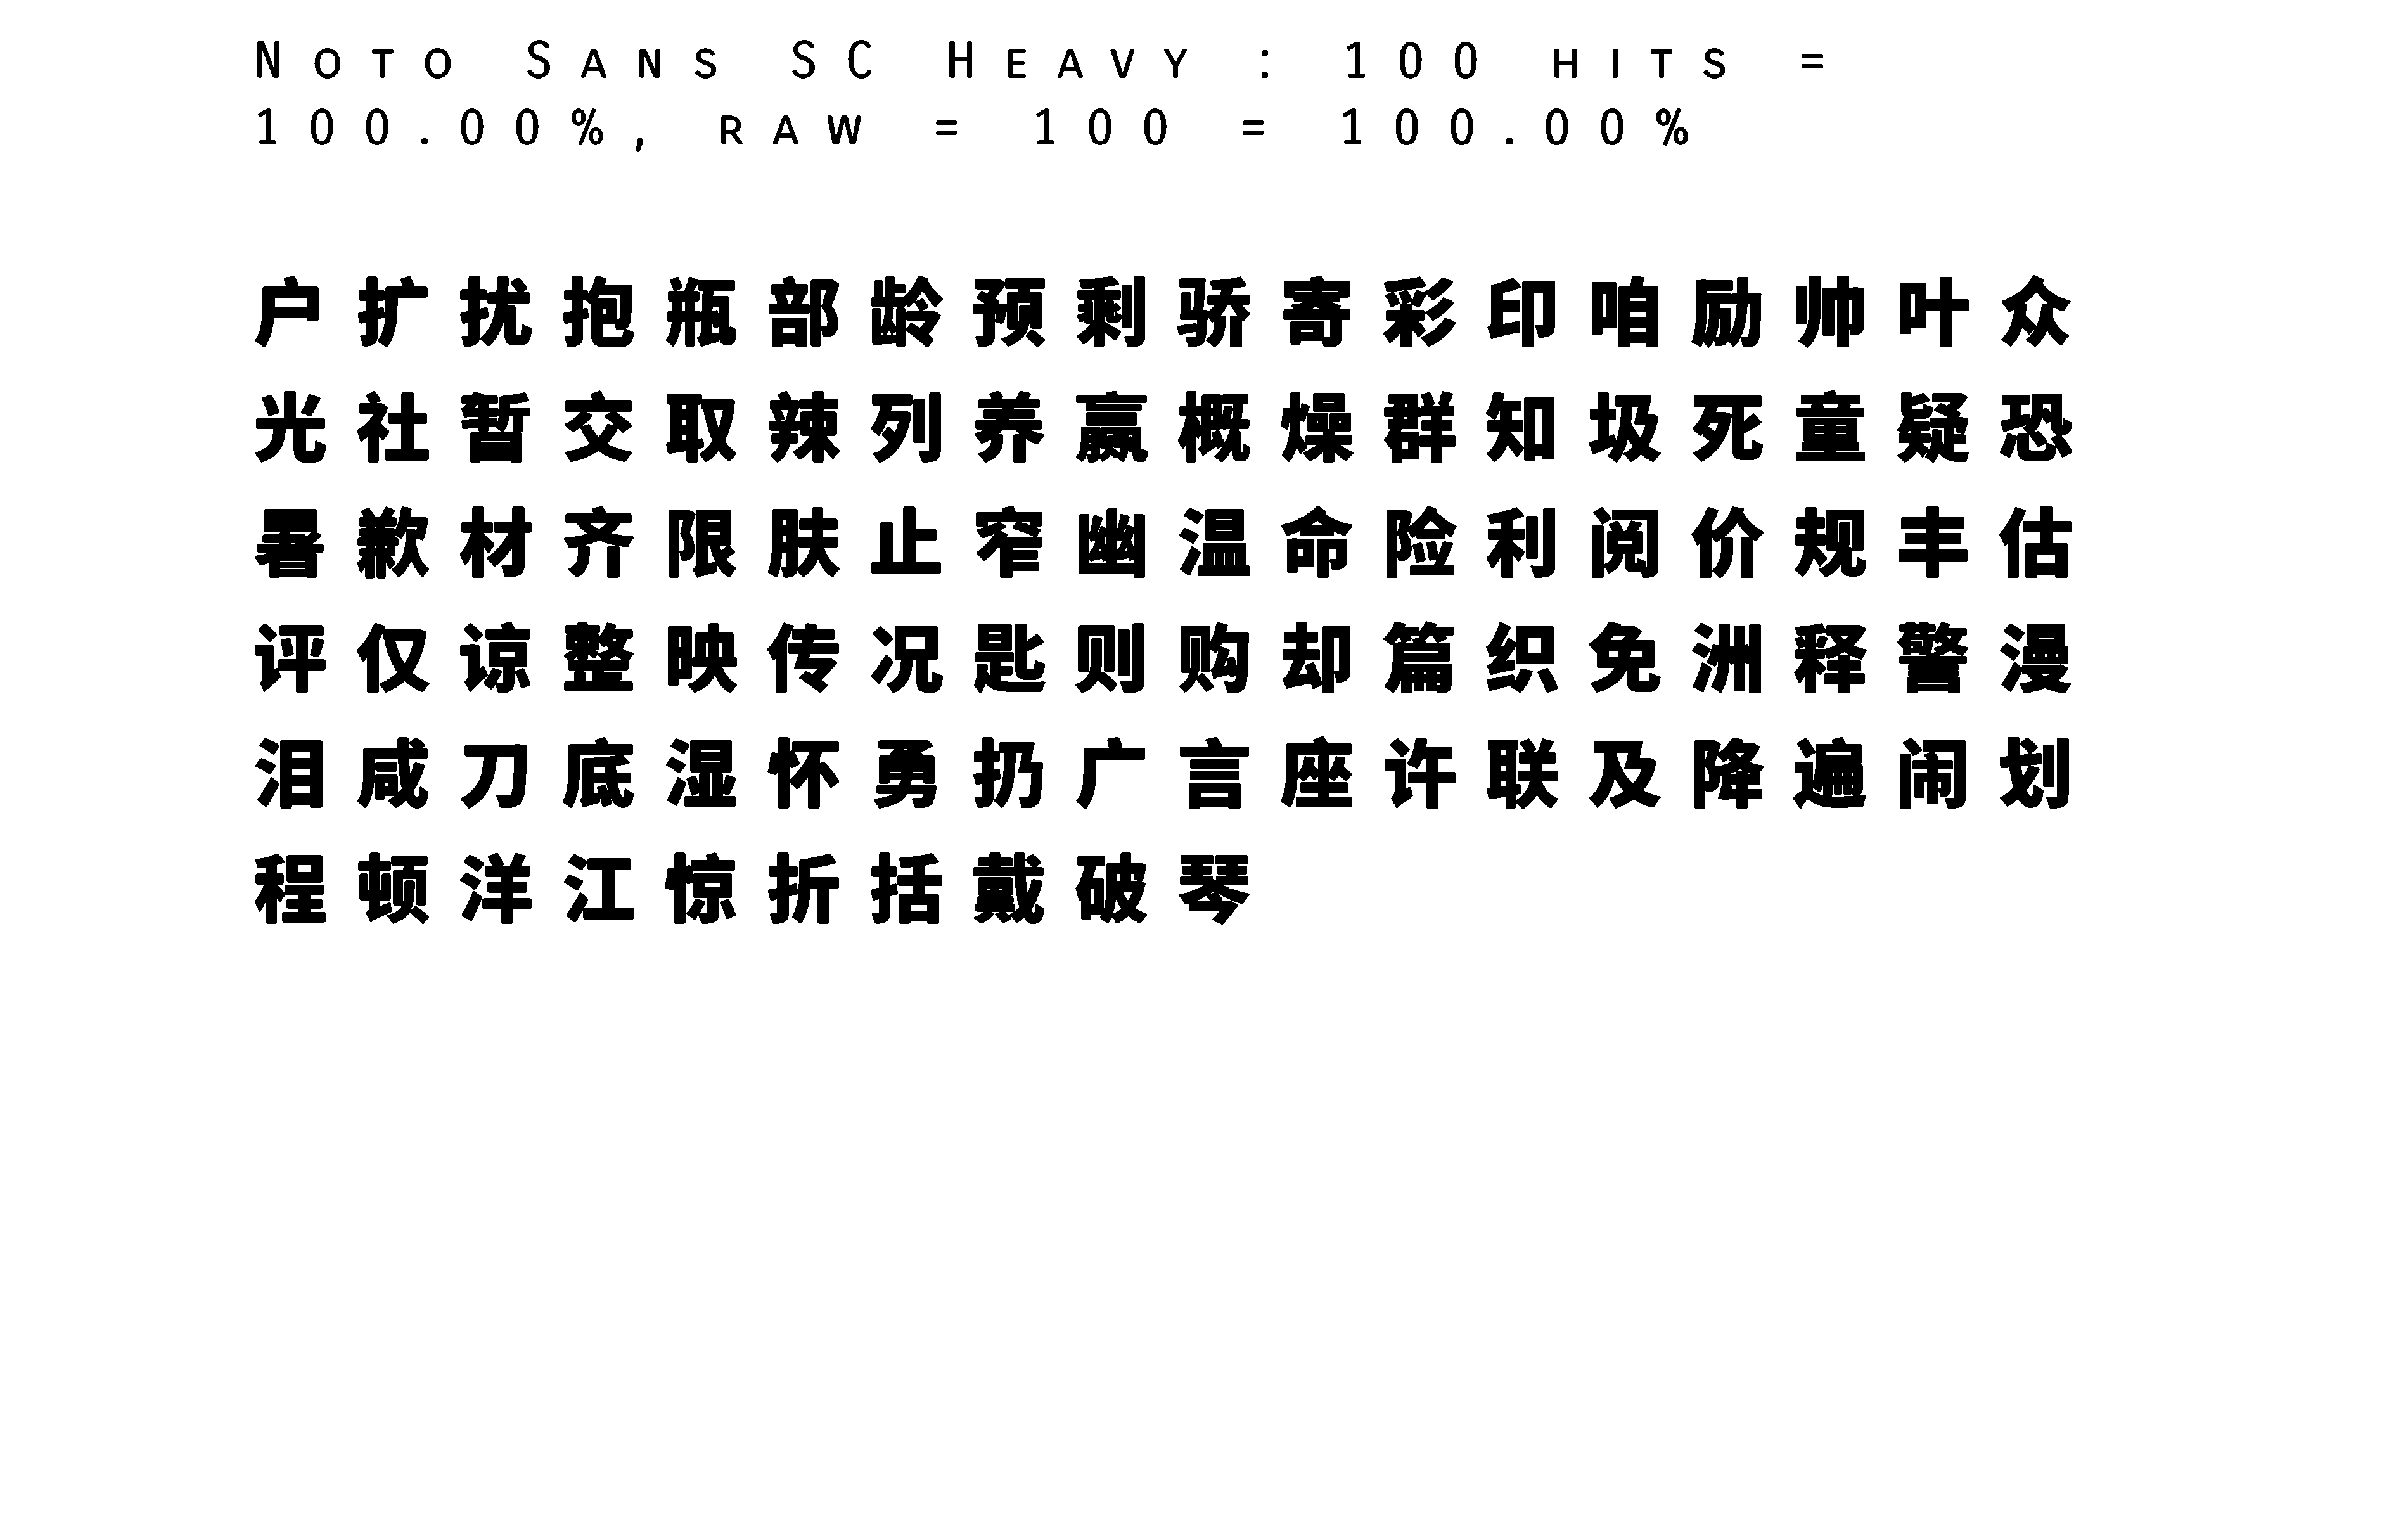 Noto Sans SC Heavy : 100 hits =
100.00%, raw = 100 = 100.00%
户扩扰抱瓶部龄预剩骄寄彩印咱励帅叶众
光社暂交取辣列养赢概燥群知圾死童疑恐
暑歉材齐限肤止窄幽温命险利阅价规丰估
评仅谅整映传况匙则购却篇织免洲释警漫
泪咸刀底湿怀勇扔广言座许联及降遍闹划
程顿洋江惊折括戴破琴